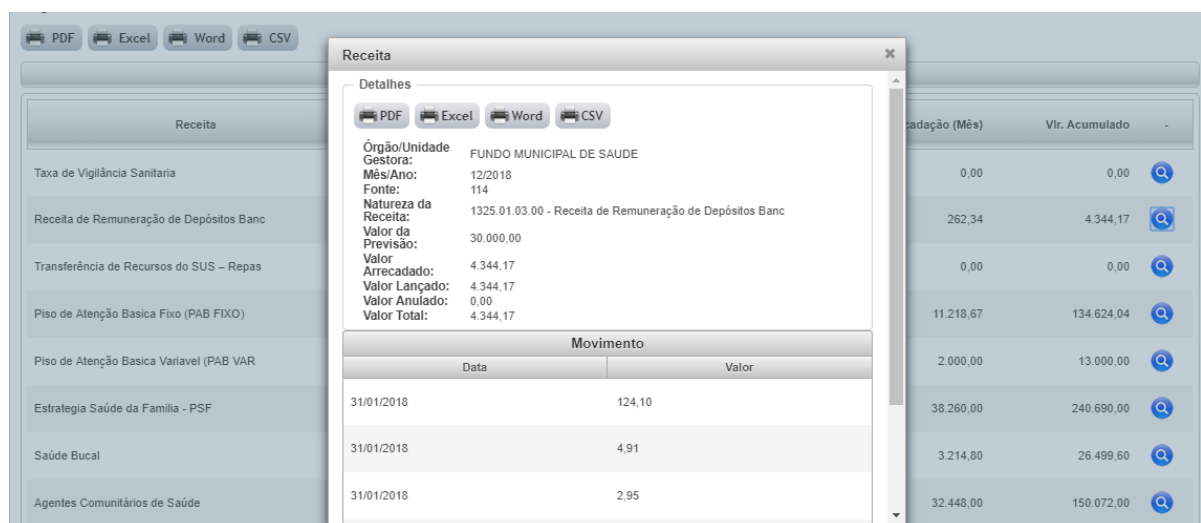 PDF Excel Word CSV
Receita
Detalhes
PDF Excel Word CSV
Órgão/Unidade Gestora: FUNDO MUNICIPAL DE SAUDE
Mês/Ano: 12/2018
Fonte: 114
Natureza da Receita: 1325.01.03.00 - Receita de Remuneração de Depósitos Banc
Valor da Previsão: 30.000,00
Valor Arrecadado: 4.344,17
Valor Lançado: 4.344,17
Valor Anulado: 0,00
Valor Total: 4.344,17
Movimento
Data Valor
31/01/2018 124,10
31/01/2018 4,91
31/01/2018 2,95
Receita cadação (Mês) Vlr. Acumulado -
Taxa de Vigilância Sanitaria 0,00 0,00
Receita de Remuneração de Depósitos Banc 262,34 4.344,17
Transferência de Recursos do SUS – Repas 0,00 0,00
Piso de Atenção Basica Fixo (PAB FIXO) 11.218,67 134.624,04
Piso de Atenção Basica Variavel (PAB VAR 2.000,00 13.000,00
Estrategia Saúde da Familia - PSF 38.260,00 240.690,00
Saúde Bucal 3.214,80 26.499,60
Agentes Comunitários de Saúde 32.448,00 150.072,00